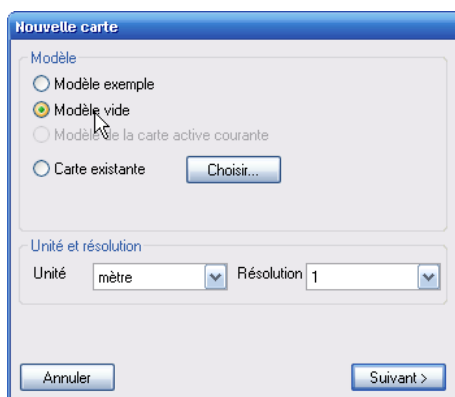 Nouvelle carte
Modèle
Modèle exemple
Modèle vide
Modèle de la carte active courante
Carte existante Choisir...
Unité et résolution
Unité mètre Résolution 1
Annuler Suivant >